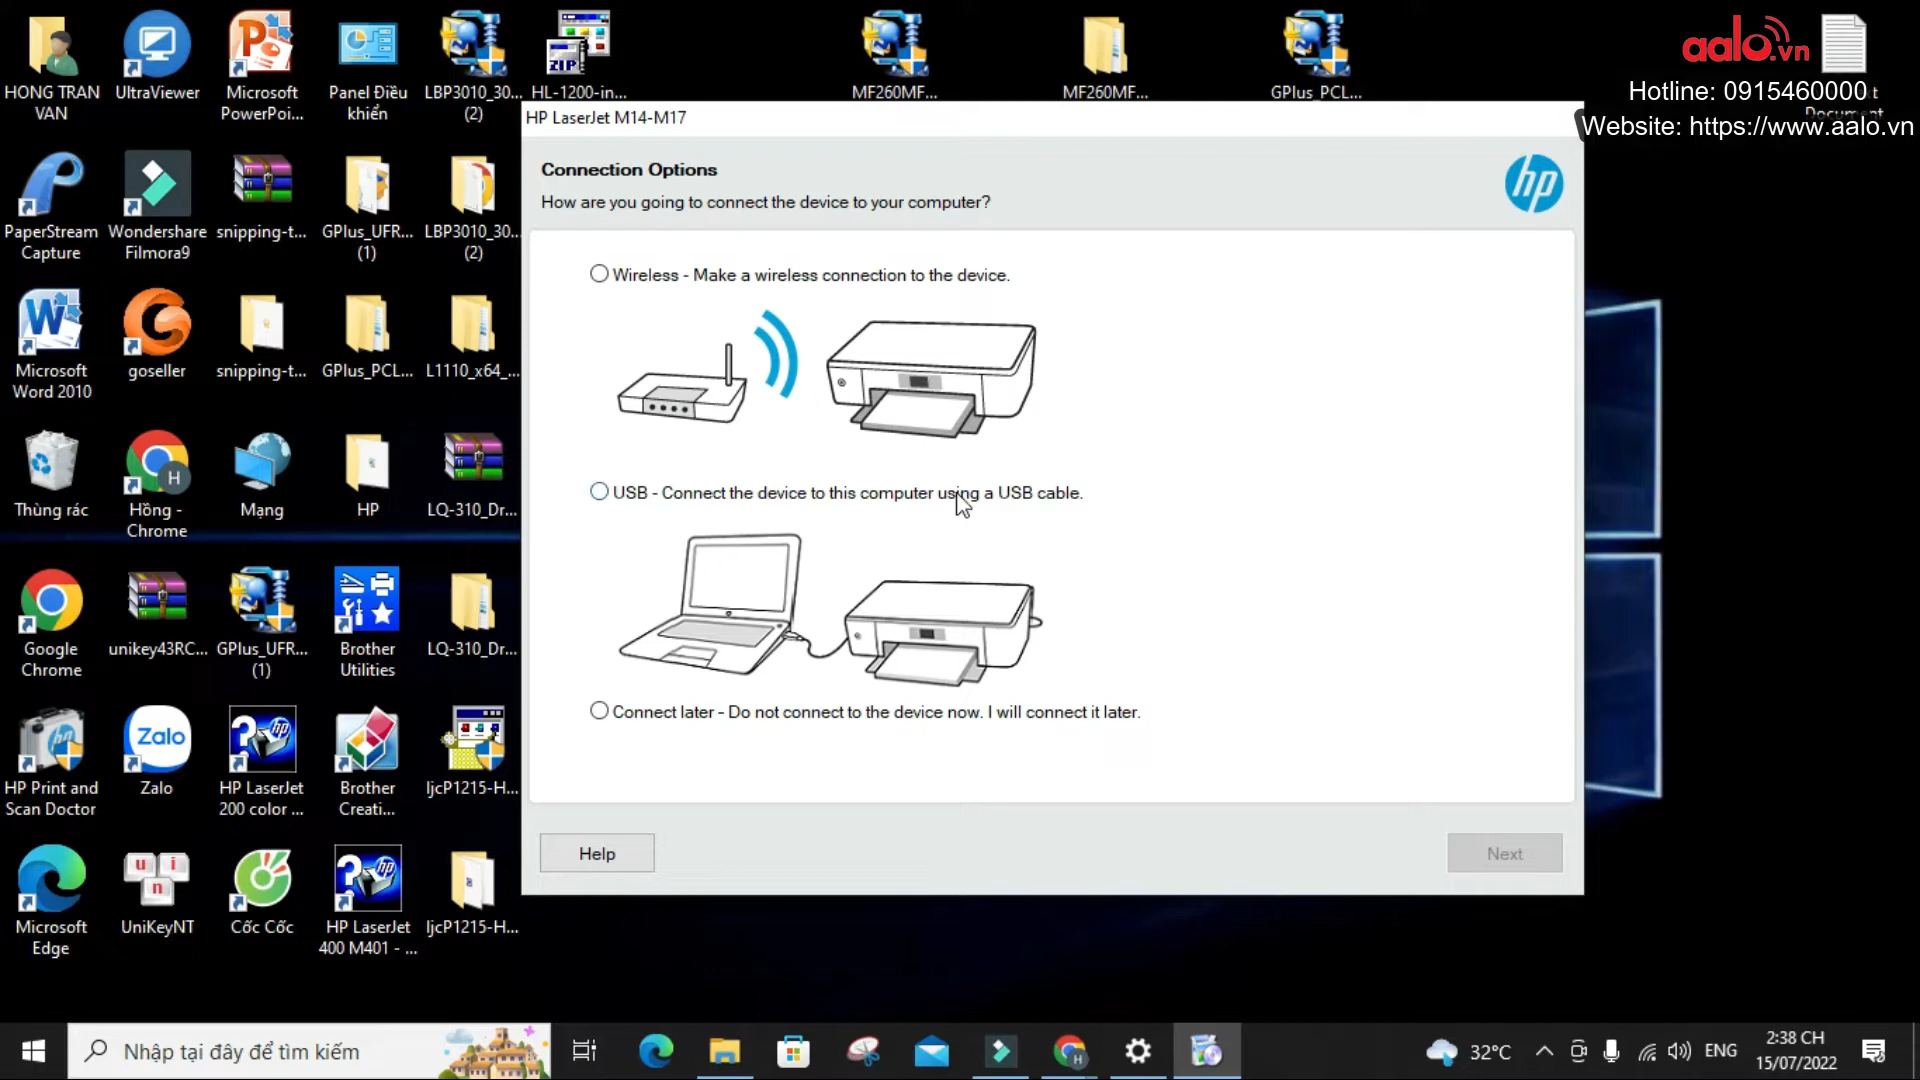 HONG TRAN
VAN
UltraViewer
Microsoft
PowerPoi...
Panel Điều
khiển
LBP3010_30...
(2)
HL-1200-in...
ZIP
MF260MF...
MF260MF...
GPlus_PCL...
aalo.vn
Hotline: 0915460000
Website: https://www.aalo.vn
PaperStream
Capture
Wondershare
Filmora9
snipping-t...
GPlus_UFR...
(1)
LBP3010_30...
(2)
Microsoft
Word 2010
goseller
snipping-t...
GPlus_PCL...
L1110_x64_...
Thùng rác
Hồng -
Chrome
Mạng
HP
LQ-310_Dr...
Google
Chrome
unikey43RC...
GPlus_UFR...
(1)
Brother
Utilities
LQ-310_Dr...
HP Print and
Scan Doctor
Zalo
Zalo
HP LaserJet
200 color ...
Brother
Creati...
ljcP1215-H...
Microsoft
Edge
UniKeyNT
Cốc Cốc
HP LaserJet
400 M401 - ...
ljcP1215-H...
HP LaserJet M14-M17
Connection Options
How are you going to connect the device to your computer?
hp
Wireless - Make a wireless connection to the device.
USB - Connect the device to this computer using a USB cable.
Connect later - Do not connect to the device now. I will connect it later.
Help
Next
Nhập tại đây để tìm kiếm
32°C
ENG
2:38 CH
15/07/2022